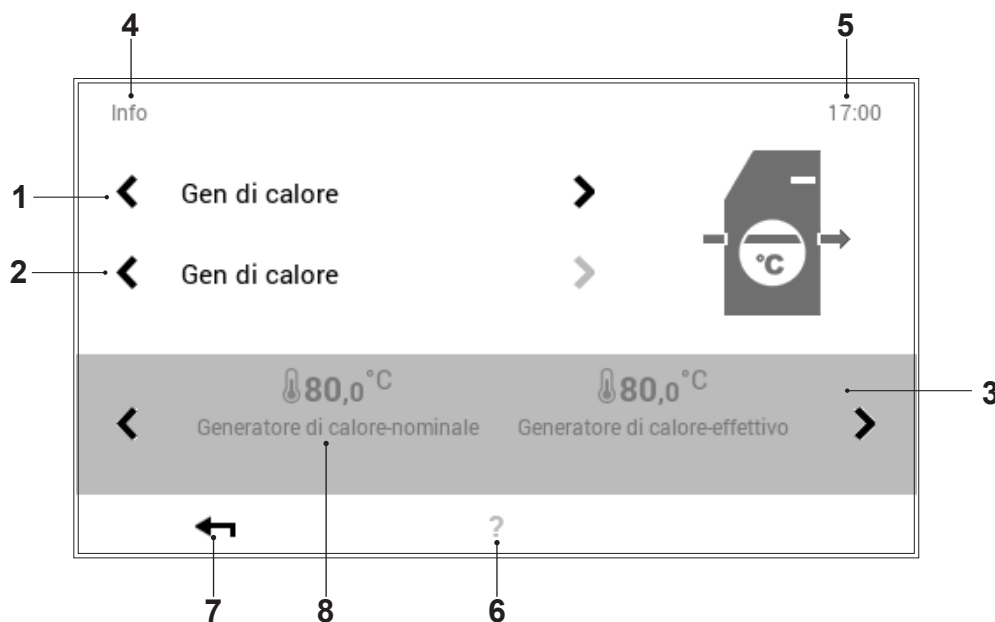 4 5
Info 17:00
1 Gen di calore
2 Gen di calore
°C
80,0°C 80,0°C
3
Generatore di calore-nominale Generatore di calore-effettivo
?
7 8 6